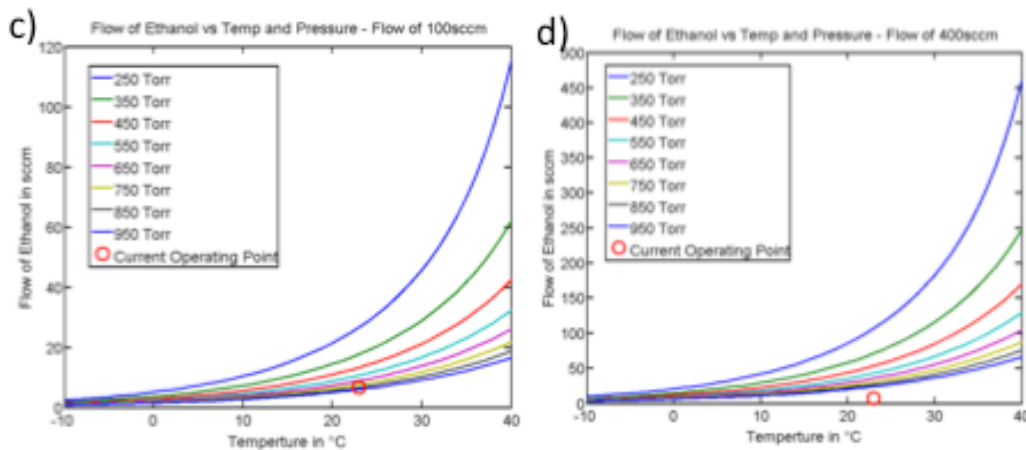 c)
Flow of Ethanol vs Temp and Pressure - Flow of 100sccm
120
100
80
60
40
20
0
Flow of Ethanol in sccm
250 Torr
350 Torr
450 Torr
550 Torr
650 Torr
750 Torr
850 Torr
950 Torr
Current Operating Point
-10
0
10
20
30
40
Temperture in °C
d)
Flow of Ethanol vs Temp and Pressure - Flow of 400sccm
500
450
400
350
300
250
200
150
100
50
0
Flow of Ethanol in sccm
250 Torr
350 Torr
450 Torr
550 Torr
650 Torr
750 Torr
850 Torr
950 Torr
Current Operating Point
-10
0
10
20
30
40
Temperture in °C